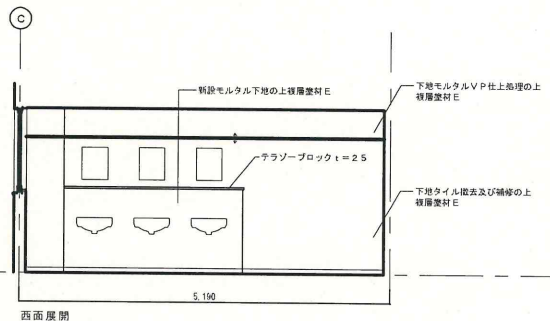 C
新設モルタル下地の上複層塗材E
下地モルタルVP仕上処理の上
複層塗材E
テラゾーブロックt=25
下地タイル撤去及び補修の上
複層塗材E
5,190
西面展開